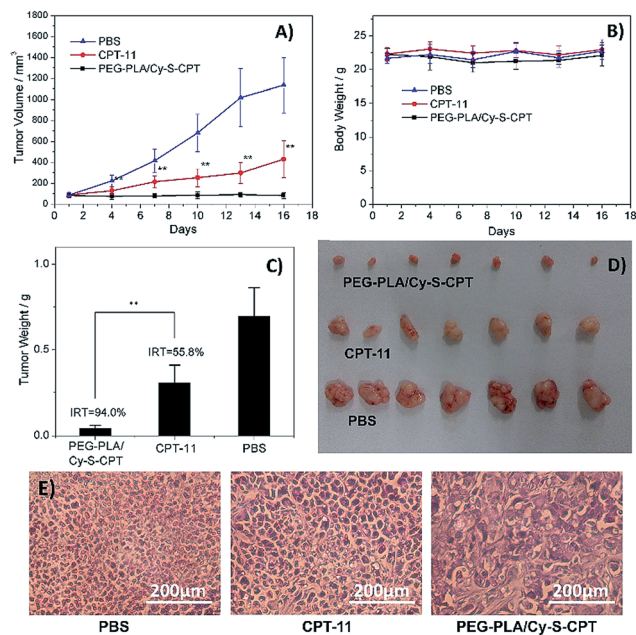 A)
PBS
CPT-11
PEG-PLA/Cy-S-CPT
Tumor Volume / mm³
1800
1600
1400
1200
1000
800
600
400
200
0
**
**
**
**
**
0 2 4 6 8 10 12 14 16 18
Days
B)
PBS
CPT-11
PEG-PLA/Cy-S-CPT
Body Weight / g
25
20
15
10
5
0
0 2 4 6 8 10 12 14 16 18
Days
C)
Tumor Weight / g
1.0
0.5
0.0
**
IRT=94.0%
IRT=55.8%
PEG-PLA/
Cy-S-CPT
CPT-11
PBS
D)
PEG-PLA/Cy-S-CPT
CPT-11
PBS
E)
200μm
200μm
200μm
PBS
CPT-11
PEG-PLA/Cy-S-CPT